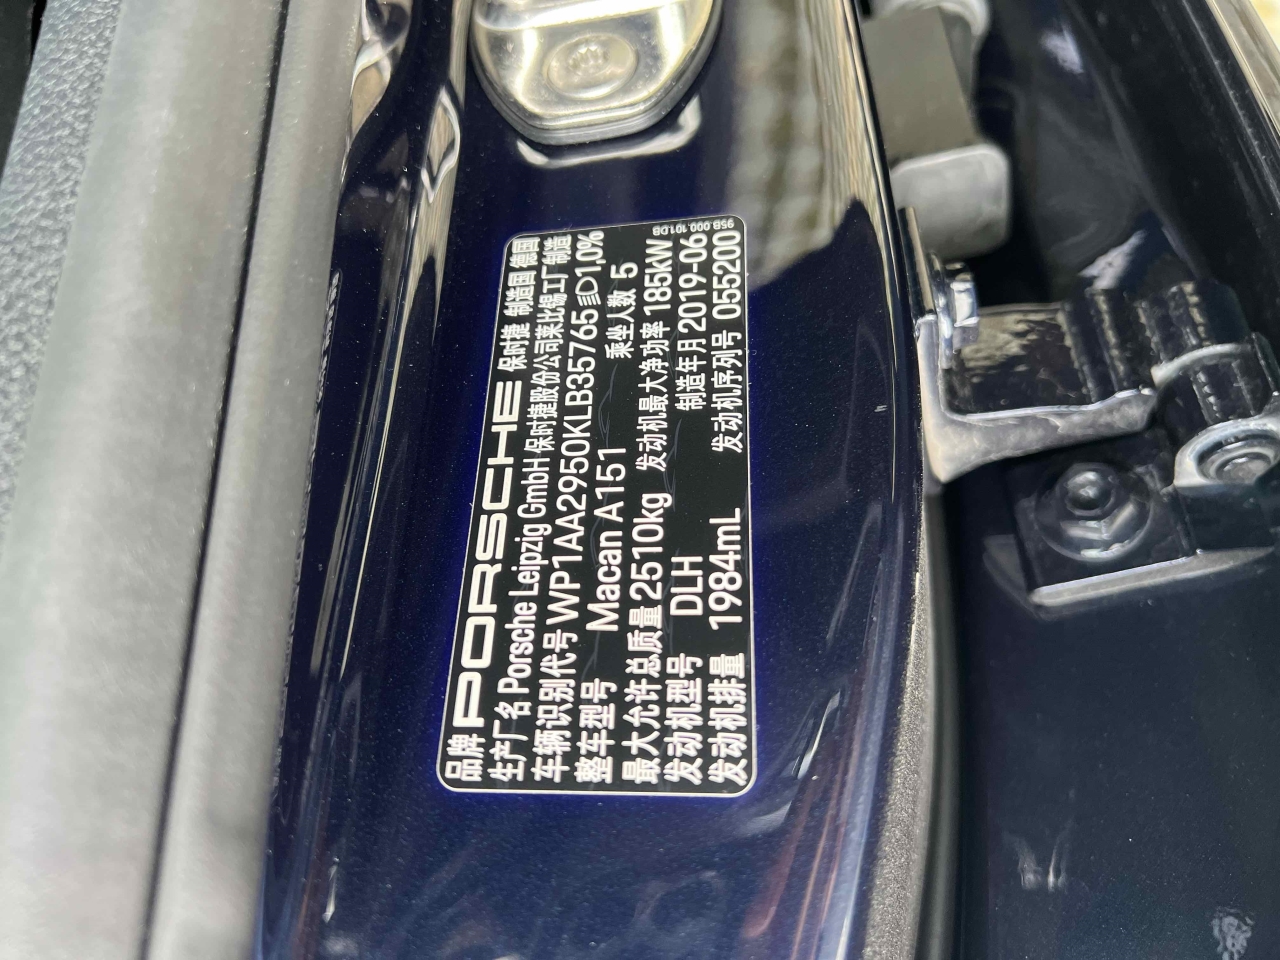 品牌 PORSCHE 保时捷 制造国 德国
生产厂名 Porsche Leipzig GmbH 保时捷股份公司莱比锡工厂制造
车辆识别代号 WP1AA2950KLB35765 1,0%
整车型号 Macan A151 乘坐人数 5
最大允许总质量 2510kg 发动机最大净功率 185kW
发动机型号 DLH 制造年月 2019-06
发动机排量 1984mL 发动机序列号 055200
95B.000.101.DB